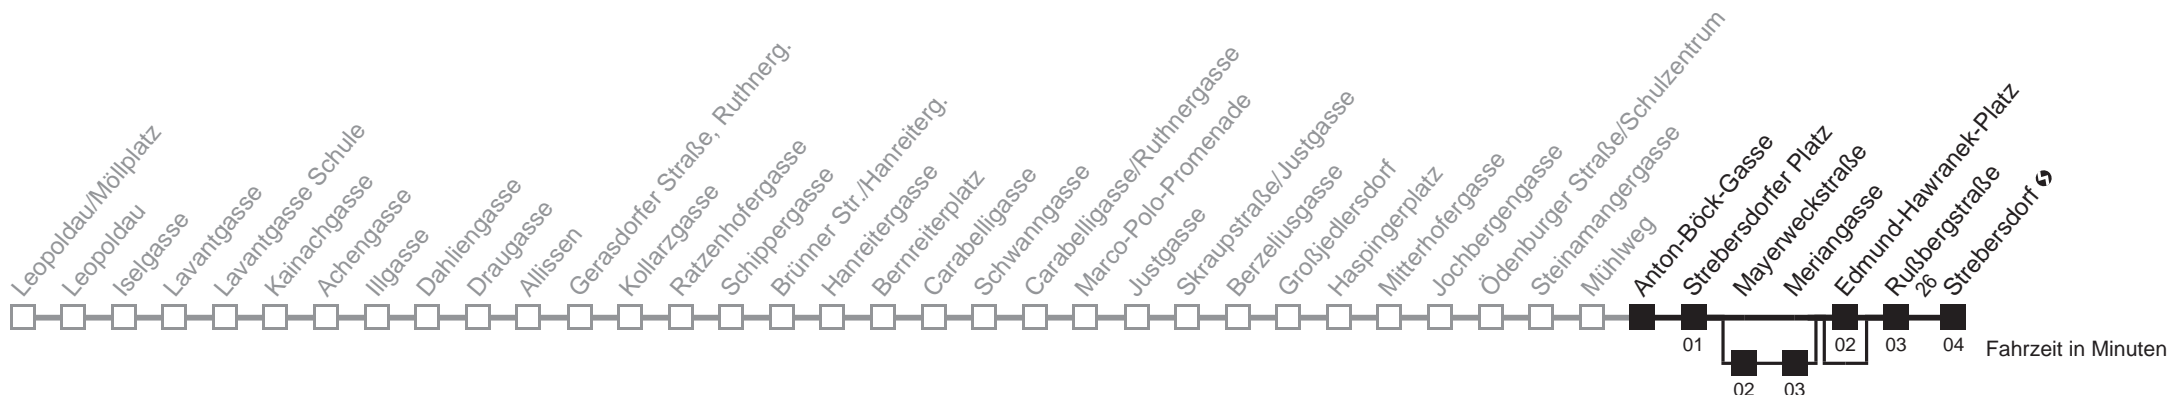 Leopoldau/Möllplatz
Leopoldau
Iselgasse
Lavantgasse
Lavantgasse Schule
Kainachgasse
Achengasse
Illgasse
Dahliengasse
Draugasse
Allissen
Gerasdorfer Straße, Ruthnerg.
Kollarzgasse
Ratzenhofergasse
Schippergasse
Brünner Str./Hanreiterg.
Hanreitergasse
Bernreiterplatz
Carabelligasse
Schwanngasse
Carabelligasse/Ruthnergasse
Marco-Polo-Promenade
Justgasse
Skraupstraße/Justgasse
Berzeliusgasse
Großjedlersdorf
Haspingerplatz
Mitterhofergasse
Jochbergengasse
Ödenburger Straße/Schulzentrum
Steinamangergasse
Mühlweg
Anton-Böck-Gasse
Strebersdorfer Platz
Mayerweckstraße
Meriangasse
Edmund-Hawranek-Platz
Rußbergstraße
26
Strebersdorf
01
02
03
04
Fahrzeit in Minuten
02
03